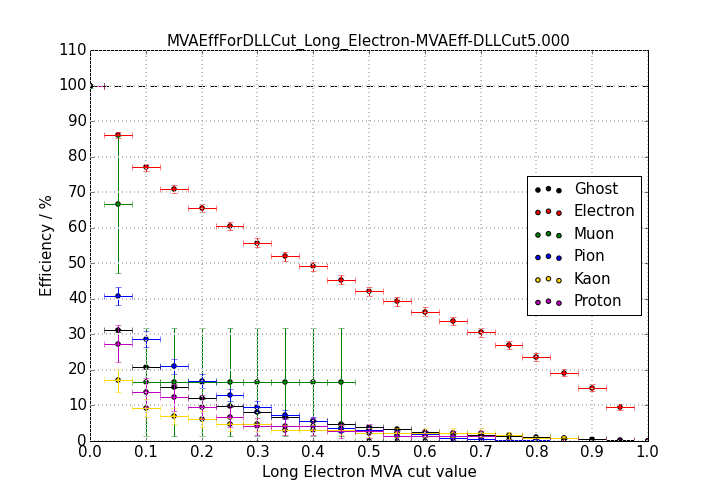 MVAEffForDLLCut_Long_Electron-MVAEff-DLLCut5.000
110
100
90
80
70
60
50
40
30
20
10
0
Efficiency / %
Ghost
Electron
Muon
Pion
Kaon
Proton
0.0 0.1 0.2 0.3 0.4 0.5 0.6 0.7 0.8 0.9 1.0
Long Electron MVA cut value